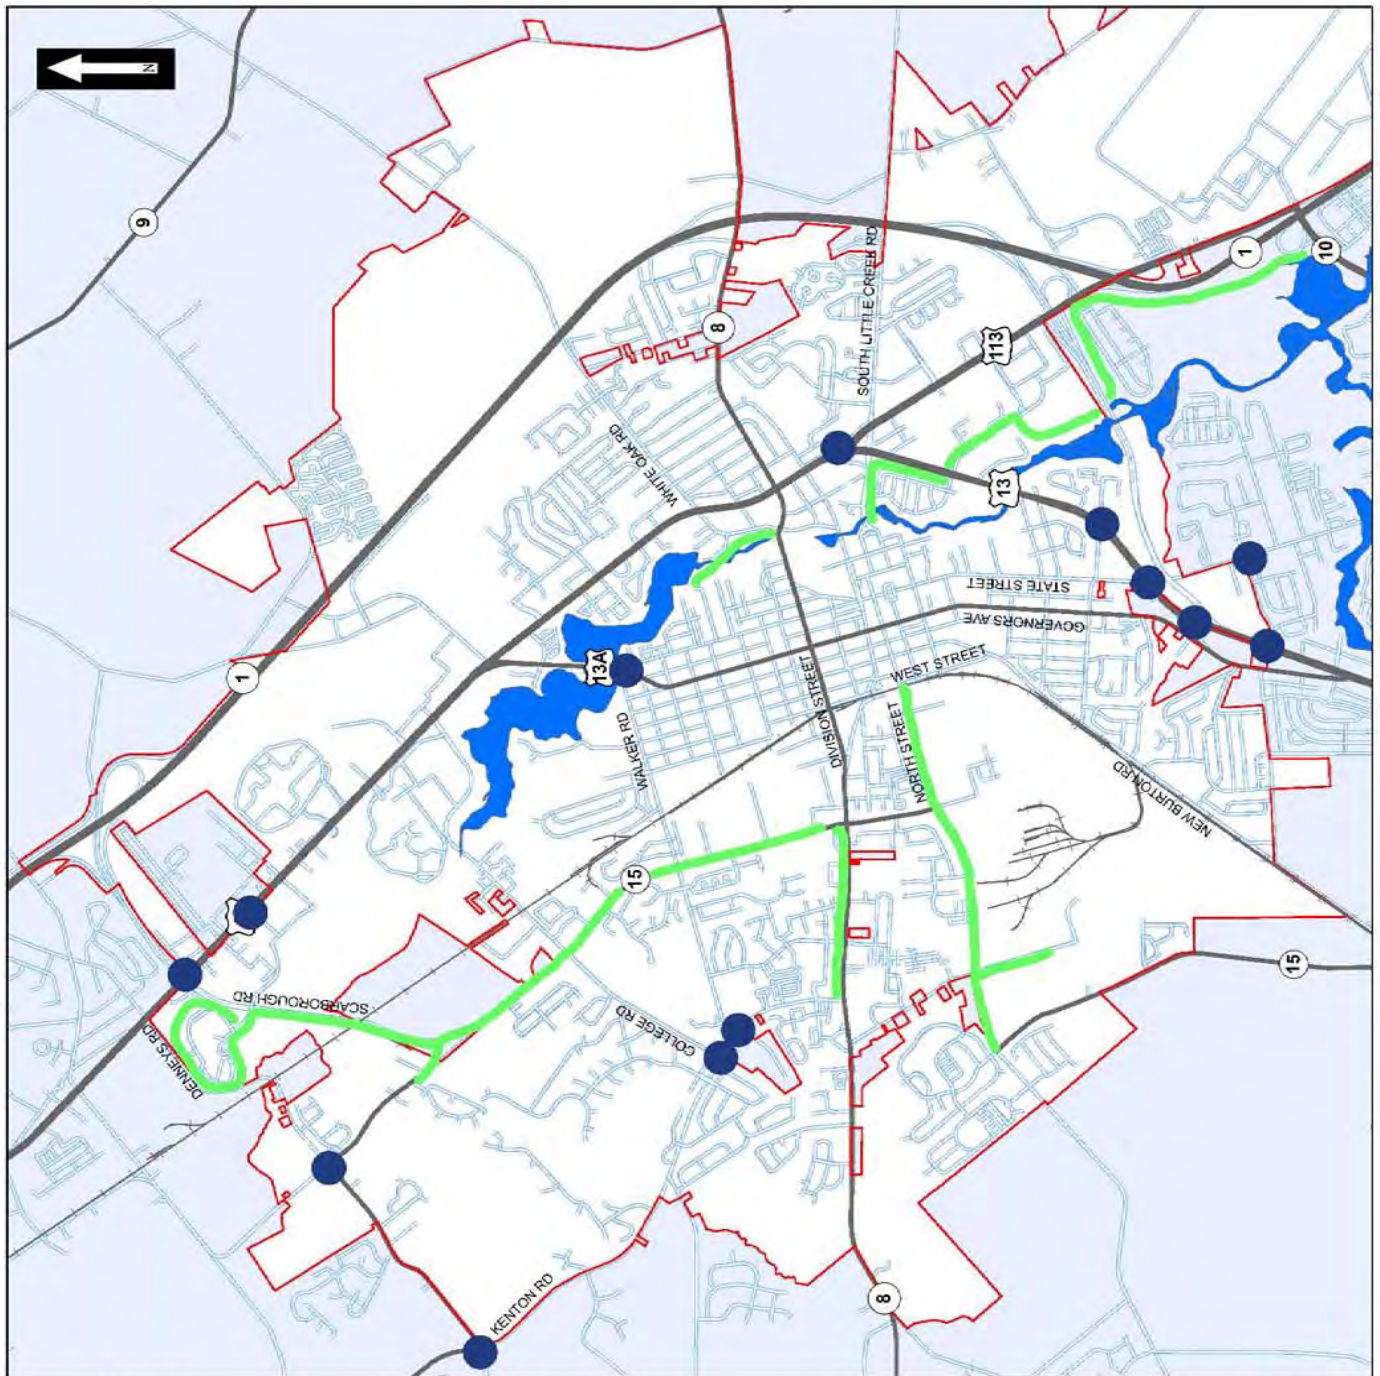 N
9
8
1
10
SOUTH LITTLE CREEK RD
113
WHITE OAK RD
13
STATE STREET
GOVERNORS AVE
1
13A
WEST STREET
DIVISION STREET
WALKER RD
NORTH STREET
NEW BURTON RD
15
15
SCARBOROUGH RD
DENNEYS RD
COLLEGE RD
KENTON RD
8